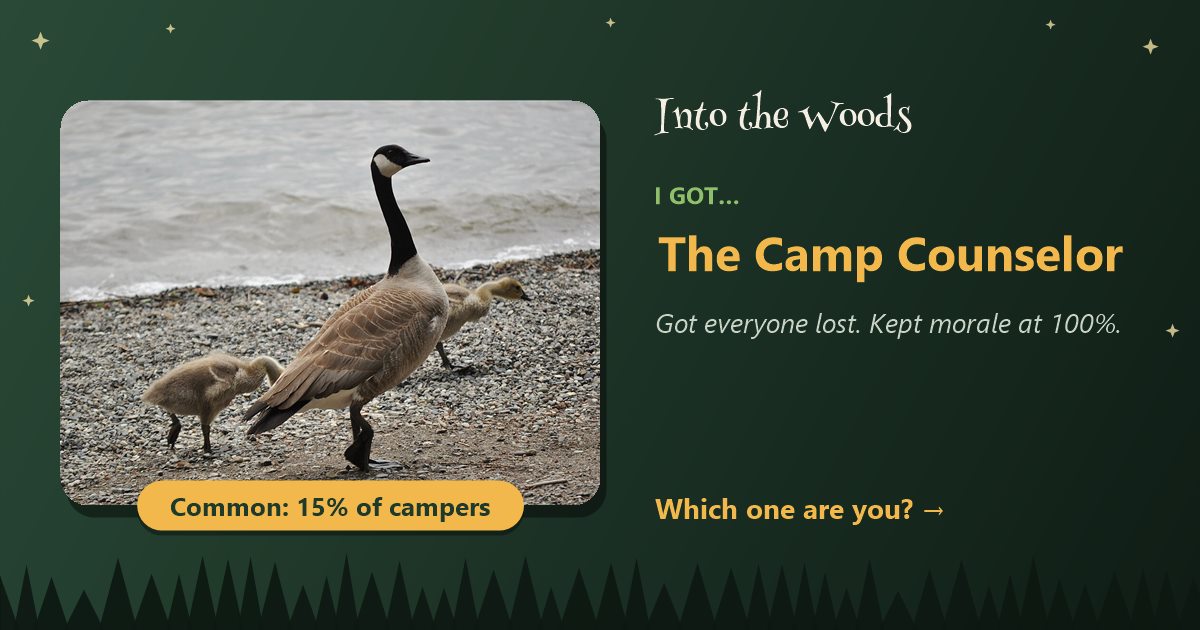 Into the Woods
I GOT...
The Camp Counselor
Got everyone lost. Kept morale at 100%.
Common: 15% of campers
Which one are you? →